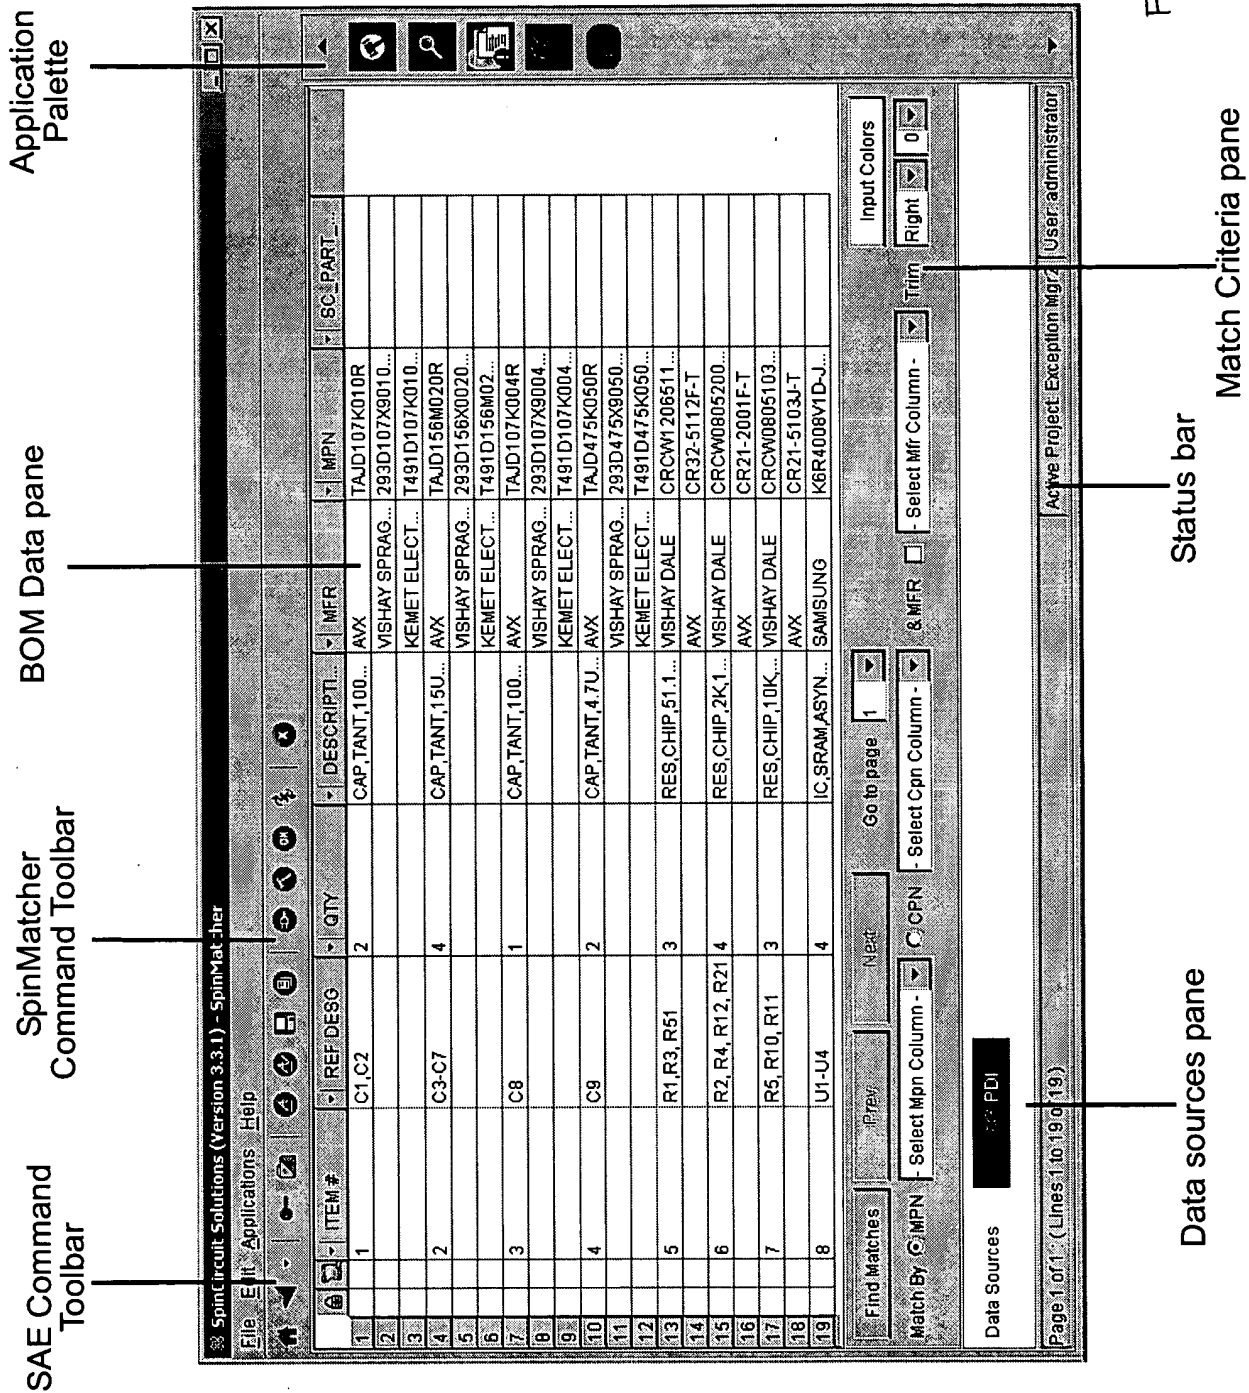 SAE Command
Toolbar
SpinMatcher
Command Toolbar
BOM Data pane
Application
Palette
SpinCircuit Solutions (Version 3.3.1) - SpinMatcher
File Edit Applications Help
ITEM # REF DESG QTY DESCRIPTI... MFR MPN SC_PART_...
1 1 C1,C2 2 CAP,TANT,100... AVX TAJD107K010R
2 VISHAY SPRAG... 293D107X9010...
3 KEMET ELECT... T491D107K010...
4 2 C3-C7 4 CAP,TANT,15U... AVX TAJD156M020R
5 VISHAY SPRAG... 293D156X0020...
6 KEMET ELECT... T491D156M02...
7 3 C8 1 CAP,TANT,100... AVX TAJD107K004R
8 VISHAY SPRAG... 293D107X9004...
9 KEMET ELECT... T491D107K004...
10 4 C9 2 CAP,TANT,4.7U... AVX TAJD475K050R
11 VISHAY SPRAG... 293D475X9050...
12 KEMET ELECT... T491D475K050...
13 5 R1,R3, R51 3 RES,CHIP,51.1... VISHAY DALE CRCW1206511...
14 AVX CR32-5112F-T
15 6 R2, R4, R12, R21 4 RES,CHIP,2K,1... VISHAY DALE CRCW0805200...
16 AVX CR21-2001F-T
17 7 R5, R10, R11 3 RES,CHIP,10K,... VISHAY DALE CRCW0805103...
18 AVX CR21-5103J-T
19 8 U1-U4 4 IC,SRAM,ASYN... SAMSUNG K6R4008V1D-J...
Find Matches Prev Next Go to page 1 Input Colors
Match By MPN - Select Mpn Column - CPN - Select Cpn Column - & MFR - Select Mfr Column - Trim Right 0
Data Sources PDI
Page 1 of 1 ( Lines 1 to 19 of 19 ) Active Project: Exception Mgr2 User: administrator
Data sources pane
Status bar
Match Criteria pane